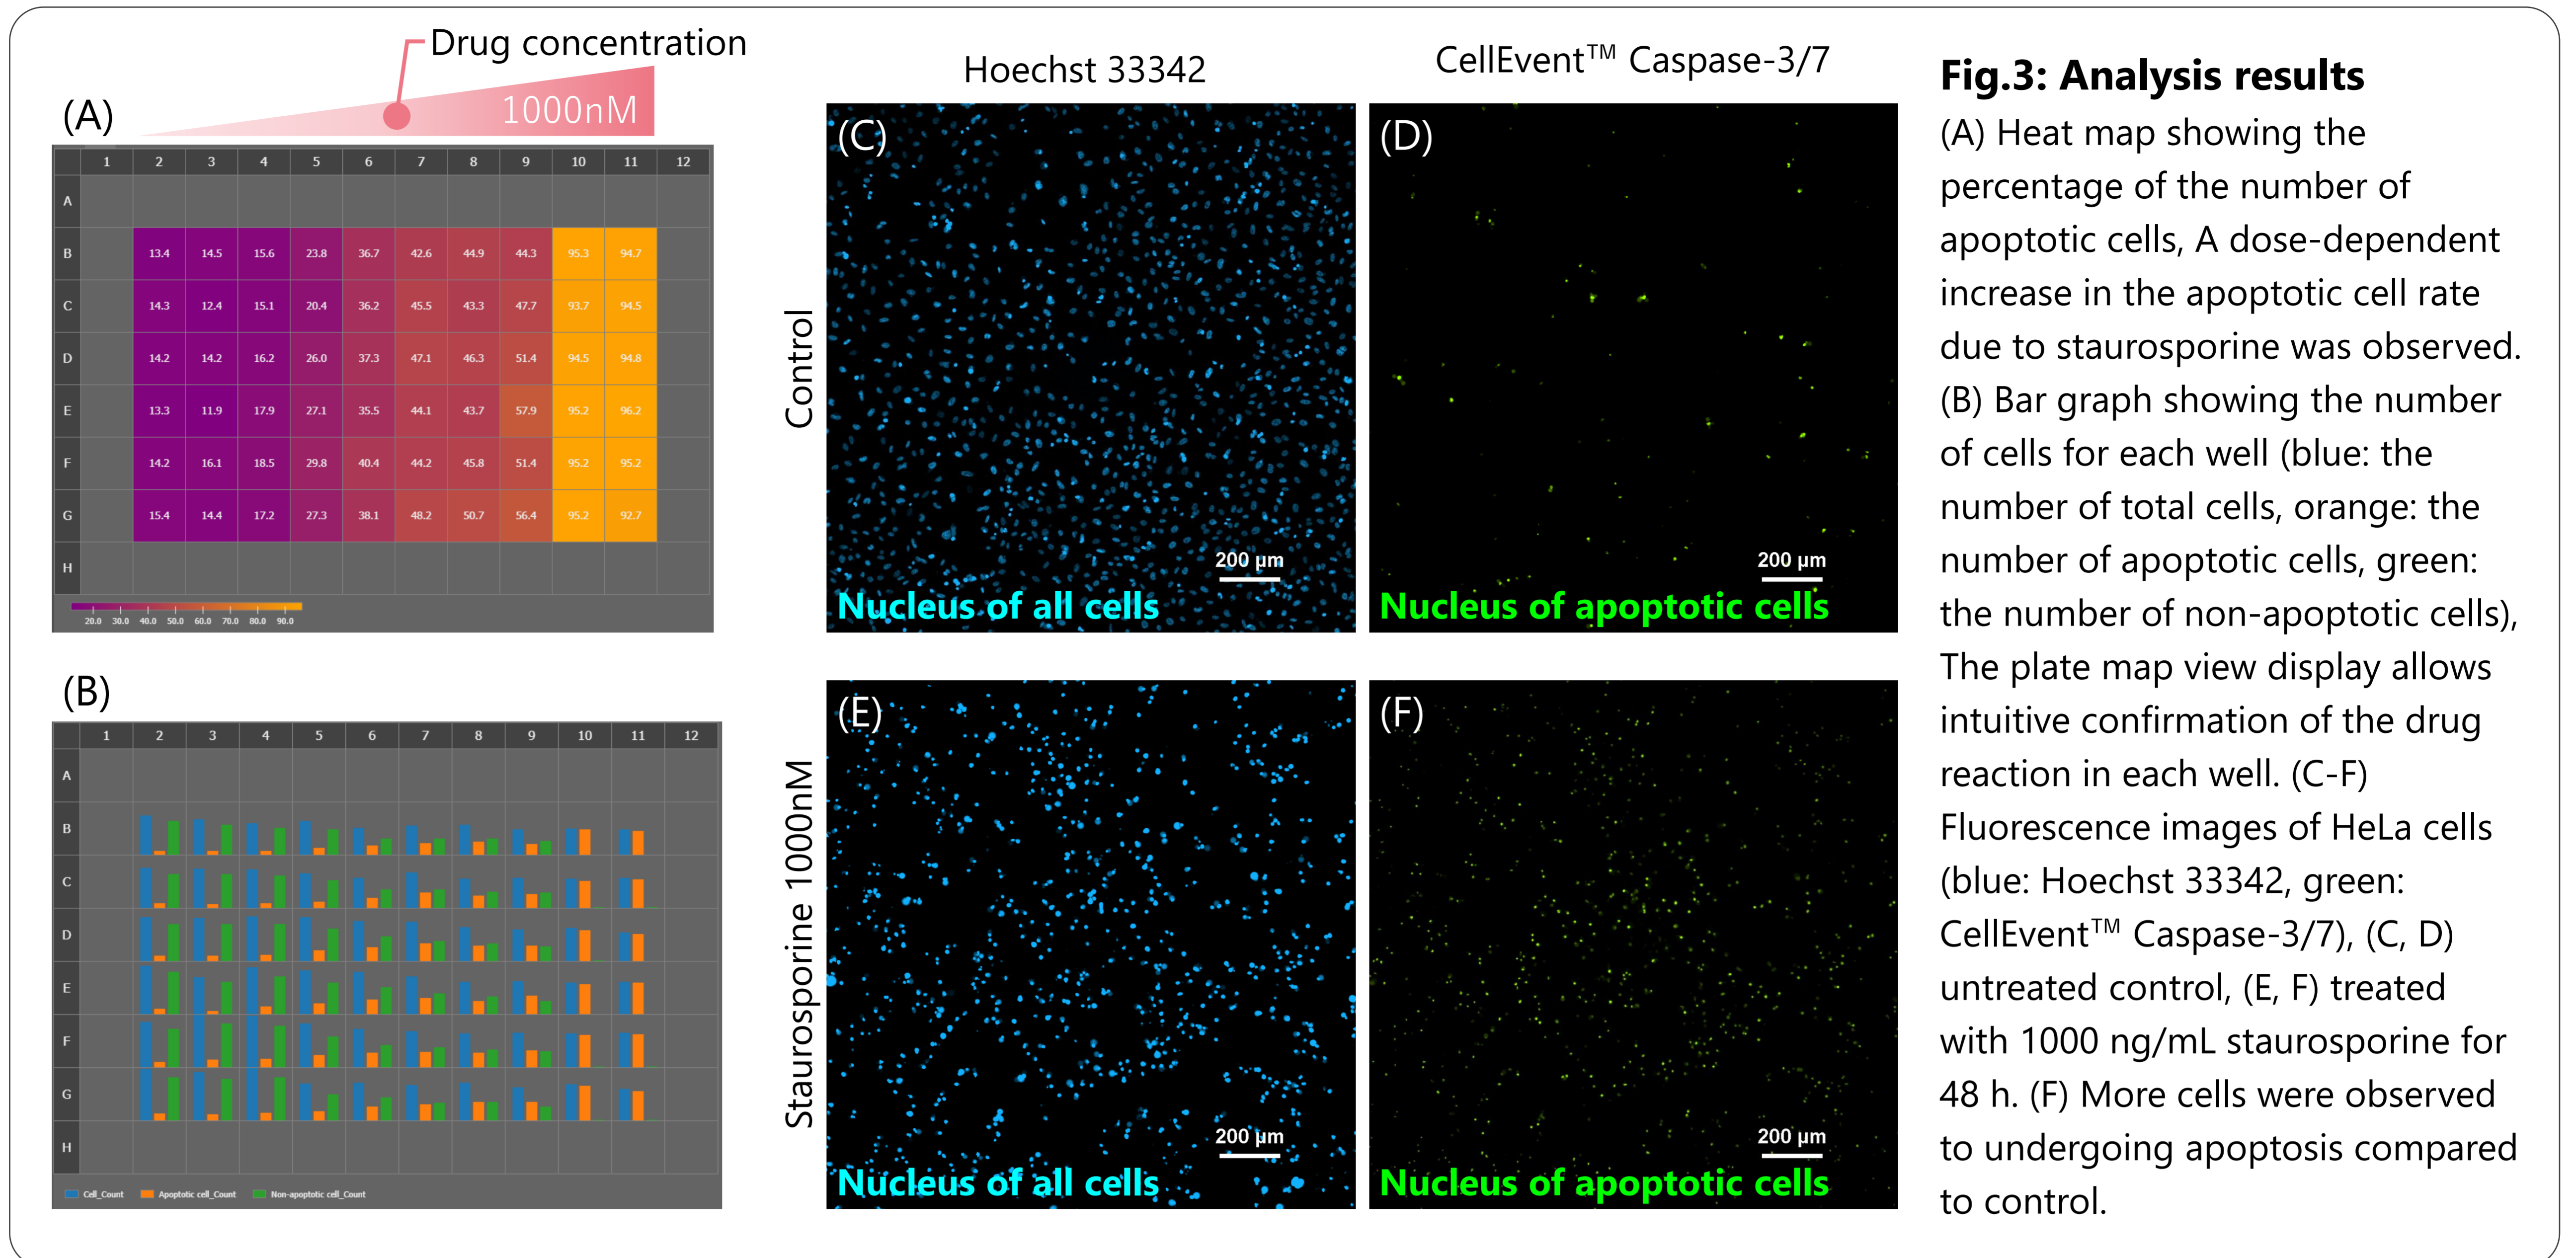 Drug concentration
1000nM
(A)
1 2 3 4 5 6 7 8 9 10 11 12
A
B 13.4 14.5 15.6 23.8 36.7 42.6 44.9 44.3 95.3 94.7
C 14.3 12.4 15.1 20.4 36.2 45.5 43.3 47.7 93.7 94.5
D 14.2 14.2 16.2 26.0 37.3 47.1 46.3 51.4 94.5 94.8
E 13.3 11.9 17.9 27.1 35.5 44.1 43.7 57.9 95.2 96.2
F 14.2 16.1 18.5 29.8 40.4 44.2 45.8 51.4 95.2 95.2
G 15.4 14.4 17.2 27.3 38.1 48.2 50.7 56.4 95.2 92.7
H
20.0 30.0 40.0 50.0 60.0 70.0 80.0 90.0
(B)
1 2 3 4 5 6 7 8 9 10 11 12
A
B
C
D
E
F
G
H
Cell_Count Apoptotic cell_Count Non-apoptotic cell_Count
Hoechst 33342
CellEvent™ Caspase-3/7
Control
(C)
200 µm
Nucleus of all cells
(D)
200 µm
Nucleus of apoptotic cells
Staurosporine 1000nM
(E)
200 µm
Nucleus of all cells
(F)
200 µm
Nucleus of apoptotic cells
Fig.3: Analysis results
(A) Heat map showing the
percentage of the number of
apoptotic cells, A dose-dependent
increase in the apoptotic cell rate
due to staurosporine was observed.
(B) Bar graph showing the number
of cells for each well (blue: the
number of total cells, orange: the
number of apoptotic cells, green:
the number of non-apoptotic cells),
The plate map view display allows
intuitive confirmation of the drug
reaction in each well. (C-F)
Fluorescence images of HeLa cells
(blue: Hoechst 33342, green:
CellEvent™ Caspase-3/7), (C, D)
untreated control, (E, F) treated
with 1000 ng/mL staurosporine for
48 h. (F) More cells were observed
to undergoing apoptosis compared
to control.